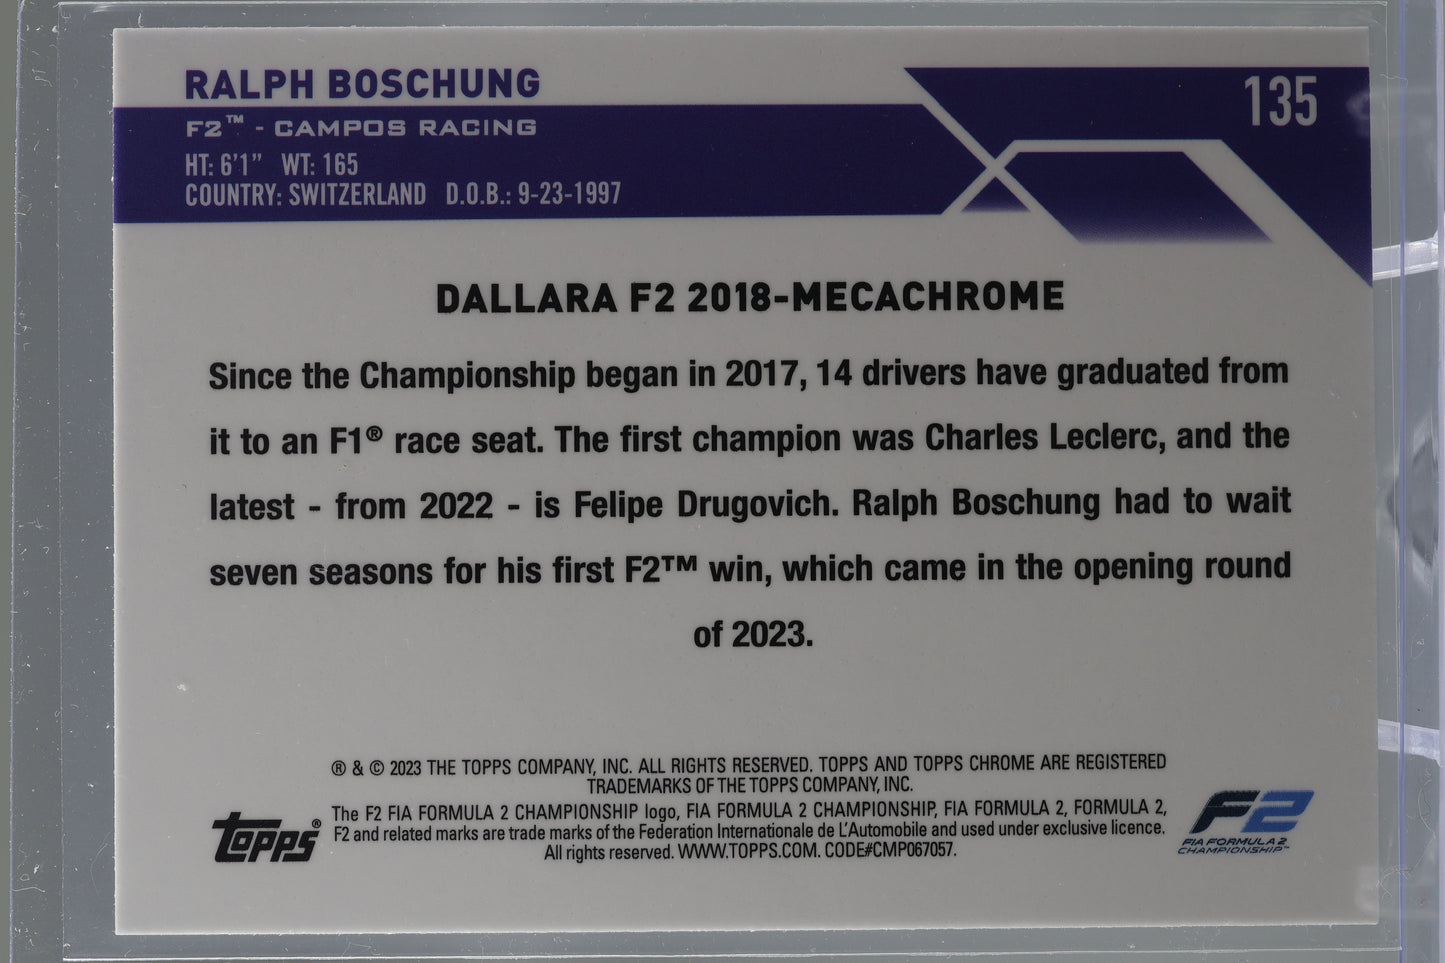 RALPH BOSCHUNG
135
F2™ - CAMPOS RACING
HT: 6'1" WT: 165
COUNTRY: SWITZERLAND D.O.B.: 9-23-1997
DALLARA F2 2018-MECACHROME
Since the Championship began in 2017, 14 drivers have graduated from
it to an F1® race seat. The first champion was Charles Leclerc, and the
latest - from 2022 - is Felipe Drugovich. Ralph Boschung had to wait
seven seasons for his first F2™ win, which came in the opening round
of 2023.
® & © 2023 THE TOPPS COMPANY, INC. ALL RIGHTS RESERVED. TOPPS AND TOPPS CHROME ARE REGISTERED
TRADEMARKS OF THE TOPPS COMPANY, INC.
The F2 FIA FORMULA 2 CHAMPIONSHIP logo, FIA FORMULA 2 CHAMPIONSHIP, FIA FORMULA 2, FORMULA 2,
F2 and related marks are trade marks of the Federation Internationale de L'Automobile and used under exclusive licence.
All rights reserved. WWW.TOPPS.COM. CODE#CMP067057.
topps®
F2
FIA FORMULA 2
CHAMPIONSHIP™